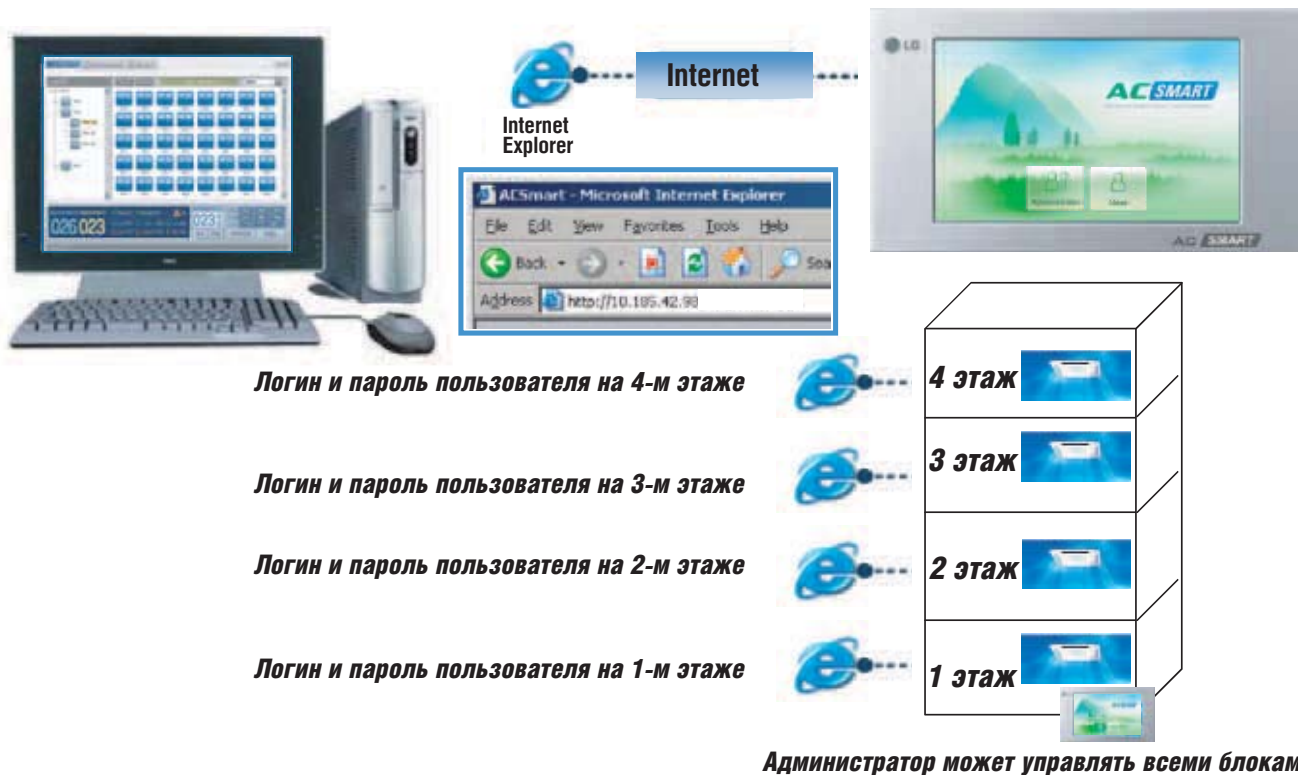 Internet
LG
AC SMART
Internet
Explorer
ACSmart - Microsoft Internet Explorer
File Edit View Favorites Tools Help
Back
Address http://10.185.42.98
AC SMART
026 023
Логин и пароль пользователя на 4-м этаже
4 этаж
Логин и пароль пользователя на 3-м этаже
3 этаж
Логин и пароль пользователя на 2-м этаже
2 этаж
Логин и пароль пользователя на 1-м этаже
1 этаж
Администратор может управлять всеми блокам